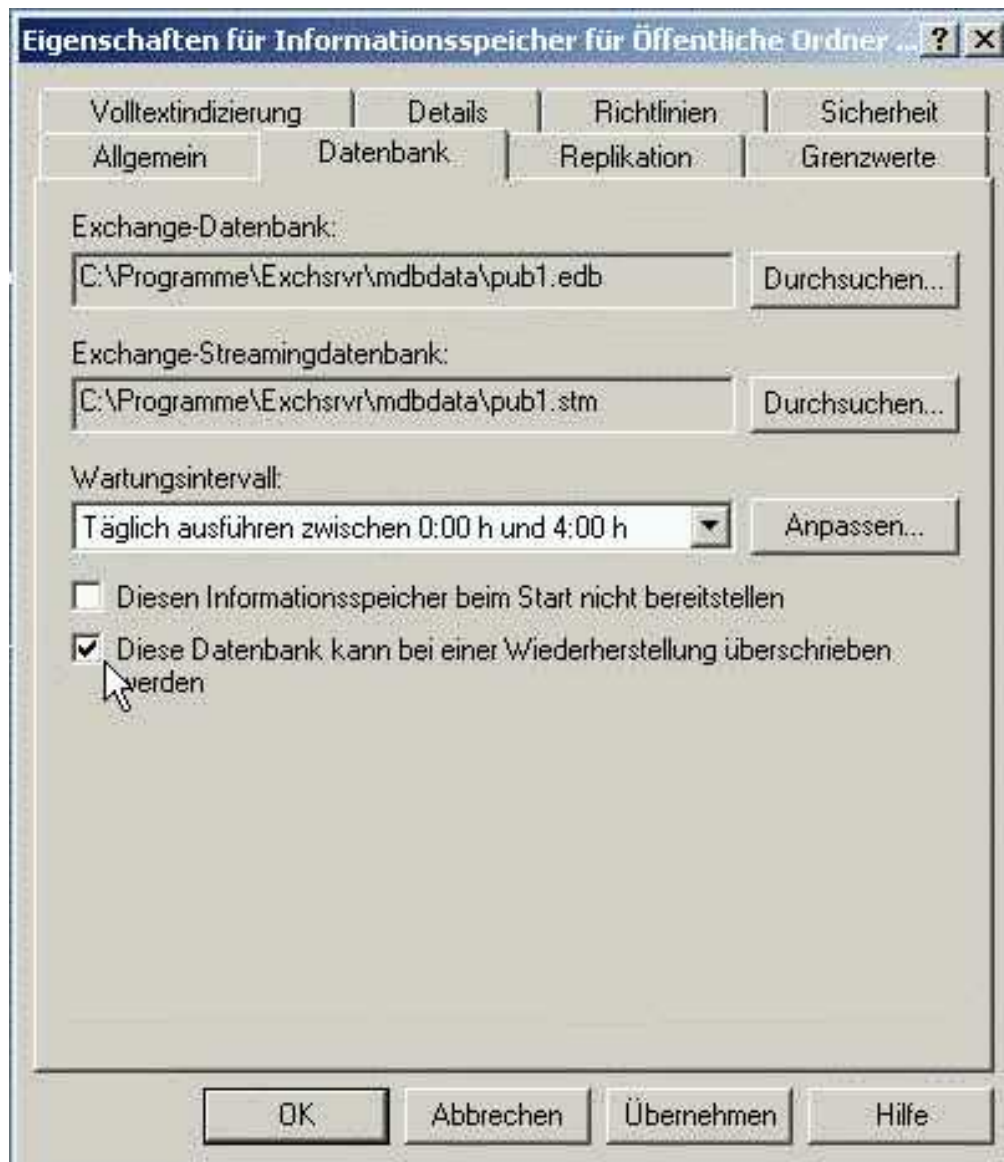 Eigenschaften für Informationsspeicher für Öffentliche Ordner ...
Volltextindizierung Details Richtlinien Sicherheit
Allgemein Datenbank Replikation Grenzwerte
Exchange-Datenbank:
C:\Programme\Exchsrvr\mdbdata\pub1.edb Durchsuchen...
Exchange-Streamingdatenbank:
C:\Programme\Exchsrvr\mdbdata\pub1.stm Durchsuchen...
Wartungsintervall:
Täglich ausführen zwischen 0:00 h und 4:00 h Anpassen...
Diesen Informationsspeicher beim Start nicht bereitstellen
Diese Datenbank kann bei einer Wiederherstellung überschrieben
werden
OK Abbrechen Übernehmen Hilfe